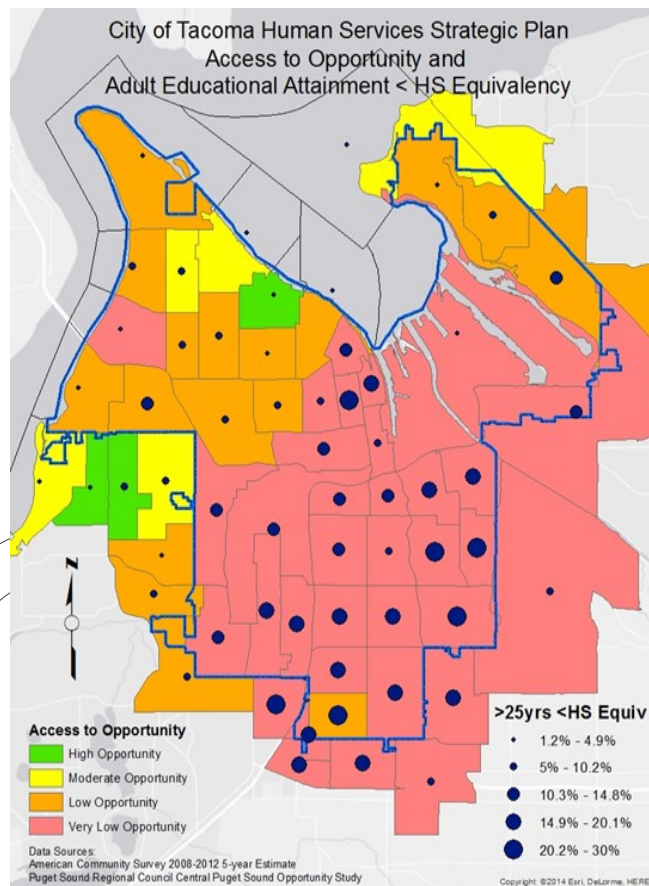 City of Tacoma Human Services Strategic Plan
Access to Opportunity and
Adult Educational Attainment < HS Equivalency
N
Access to Opportunity
High Opportunity
Moderate Opportunity
Low Opportunity
Very Low Opportunity
Data Sources:
American Community Survey 2008-2012 5-year Estimate
Puget Sound Regional Council Central Puget Sound Opportunity Study
>25yrs <HS Equiv
1.2% - 4.9%
5% - 10.2%
10.3% - 14.8%
14.9% - 20.1%
20.2% - 30%
Copyright: ©2014 Esri, DeLorme, HERE